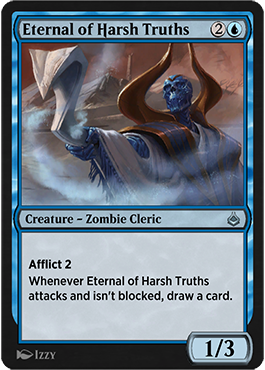 Eternal of Harsh Truths 2
Creature – Zombie Cleric
Afflict 2
Whenever Eternal of Harsh Truths
attacks and isn't blocked, draw a card.
1/3
Izzy